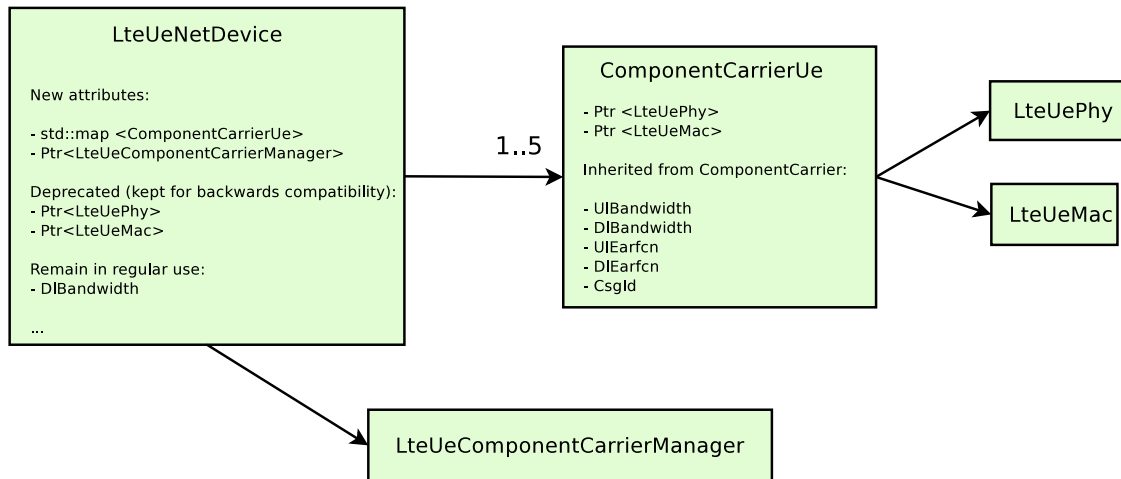 LteUeNetDevice
New attributes:
- std::map <ComponentCarrierUe>
- Ptr<LteUeComponentCarrierManager>
Deprecated (kept for backwards compatibility):
- Ptr<LteUePhy>
- Ptr<LteUeMac>
Remain in regular use:
- DlBandwidth
...
1..5
ComponentCarrierUe
- Ptr <LteUePhy>
- Ptr <LteUeMac>
Inherited from ComponentCarrier:
- UlBandwidth
- DlBandwidth
- UlEarfcn
- DlEarfcn
- CsgId
LteUePhy
LteUeMac
LteUeComponentCarrierManager